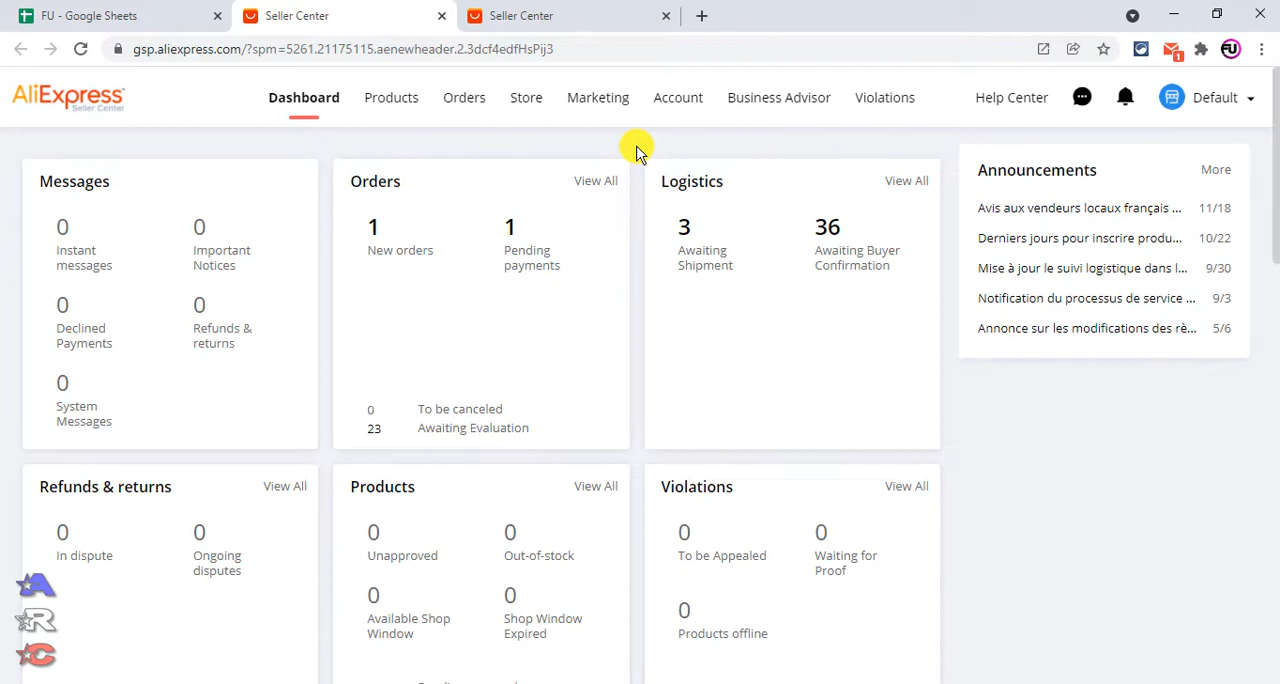 FU - Google Sheets
Seller Center
Seller Center
gsp.aliexpress.com/?spm=5261.21175115.aenewheader.2.3dcf4edfHsPij3
1
FU
AliExpress
Seller Center
Dashboard
Products
Orders
Store
Marketing
Account
Business Advisor
Violations
Help Center
Default
Messages
0
Instant
messages
0
Important
Notices
0
Declined
Payments
0
Refunds &
returns
0
System
Messages
Orders
View All
1
New orders
1
Pending
payments
0 To be canceled
23 Awaiting Evaluation
Logistics
View All
3
Awaiting
Shipment
36
Awaiting Buyer
Confirmation
Announcements
More
Avis aux vendeurs locaux français ... 11/18
Derniers jours pour inscrire produ... 10/22
Mise à jour le suivi logistique dans l... 9/30
Notification du processus de service ... 9/3
Annonce sur les modifications des rè... 5/6
Refunds & returns
View All
0
In dispute
0
Ongoing
disputes
Products
View All
0
Unapproved
0
Out-of-stock
0
Available Shop
Window
0
Shop Window
Expired
Violations
View All
0
To be Appealed
0
Waiting for
Proof
0
Products offline
A
R
C